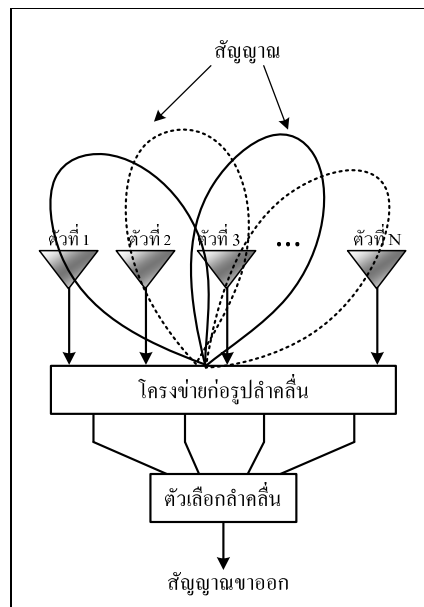 สัญญาณ
ตัวที่ 1 ตัวที่ 2 ตัวที่ 3 ... ตัวที่ N
โครงข่ายก่อรูปลำคลื่น
ตัวเลือกลำคลื่น
สัญญาณขาออก